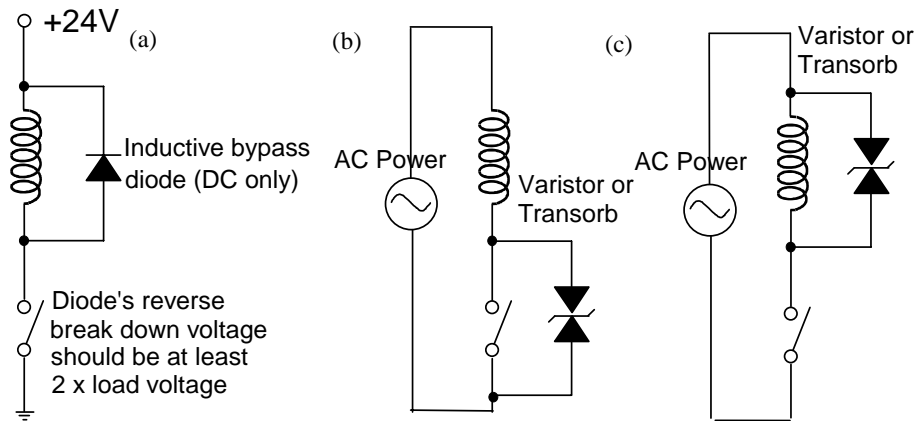 +24V
(a)
Inductive bypass
diode (DC only)
Diode's reverse
break down voltage
should be at least
2 x load voltage
(b)
AC Power
Varistor or
Transorb
(c)
Varistor or
Transorb
AC Power